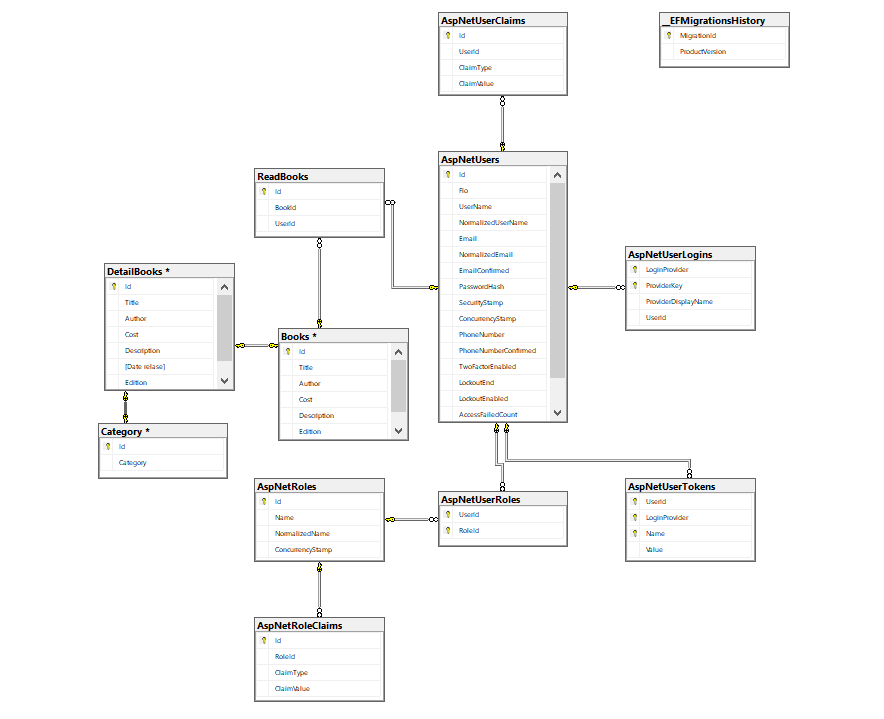 AspNetUserClaims
Id
UserId
ClaimType
ClaimValue
__EFMigrationsHistory
MigrationId
ProductVersion
AspNetUsers
Id
Fio
UserName
NormalizedUserName
Email
NormalizedEmail
EmailConfirmed
PasswordHash
SecurityStamp
ConcurrencyStamp
PhoneNumber
PhoneNumberConfirmed
TwoFactorEnabled
LockoutEnd
LockoutEnabled
AccessFailedCount
ReadBooks
Id
BookId
UserId
AspNetUserLogins
LoginProvider
ProviderKey
ProviderDisplayName
UserId
DetailBooks *
Id
Title
Author
Cost
Description
[Date relase]
Edition
Books *
Id
Title
Author
Cost
Description
Edition
Category *
Id
Category
AspNetRoles
Id
Name
NormalizedName
ConcurrencyStamp
AspNetUserRoles
UserId
RoleId
AspNetUserTokens
UserId
LoginProvider
Name
Value
AspNetRoleClaims
Id
RoleId
ClaimType
ClaimValue